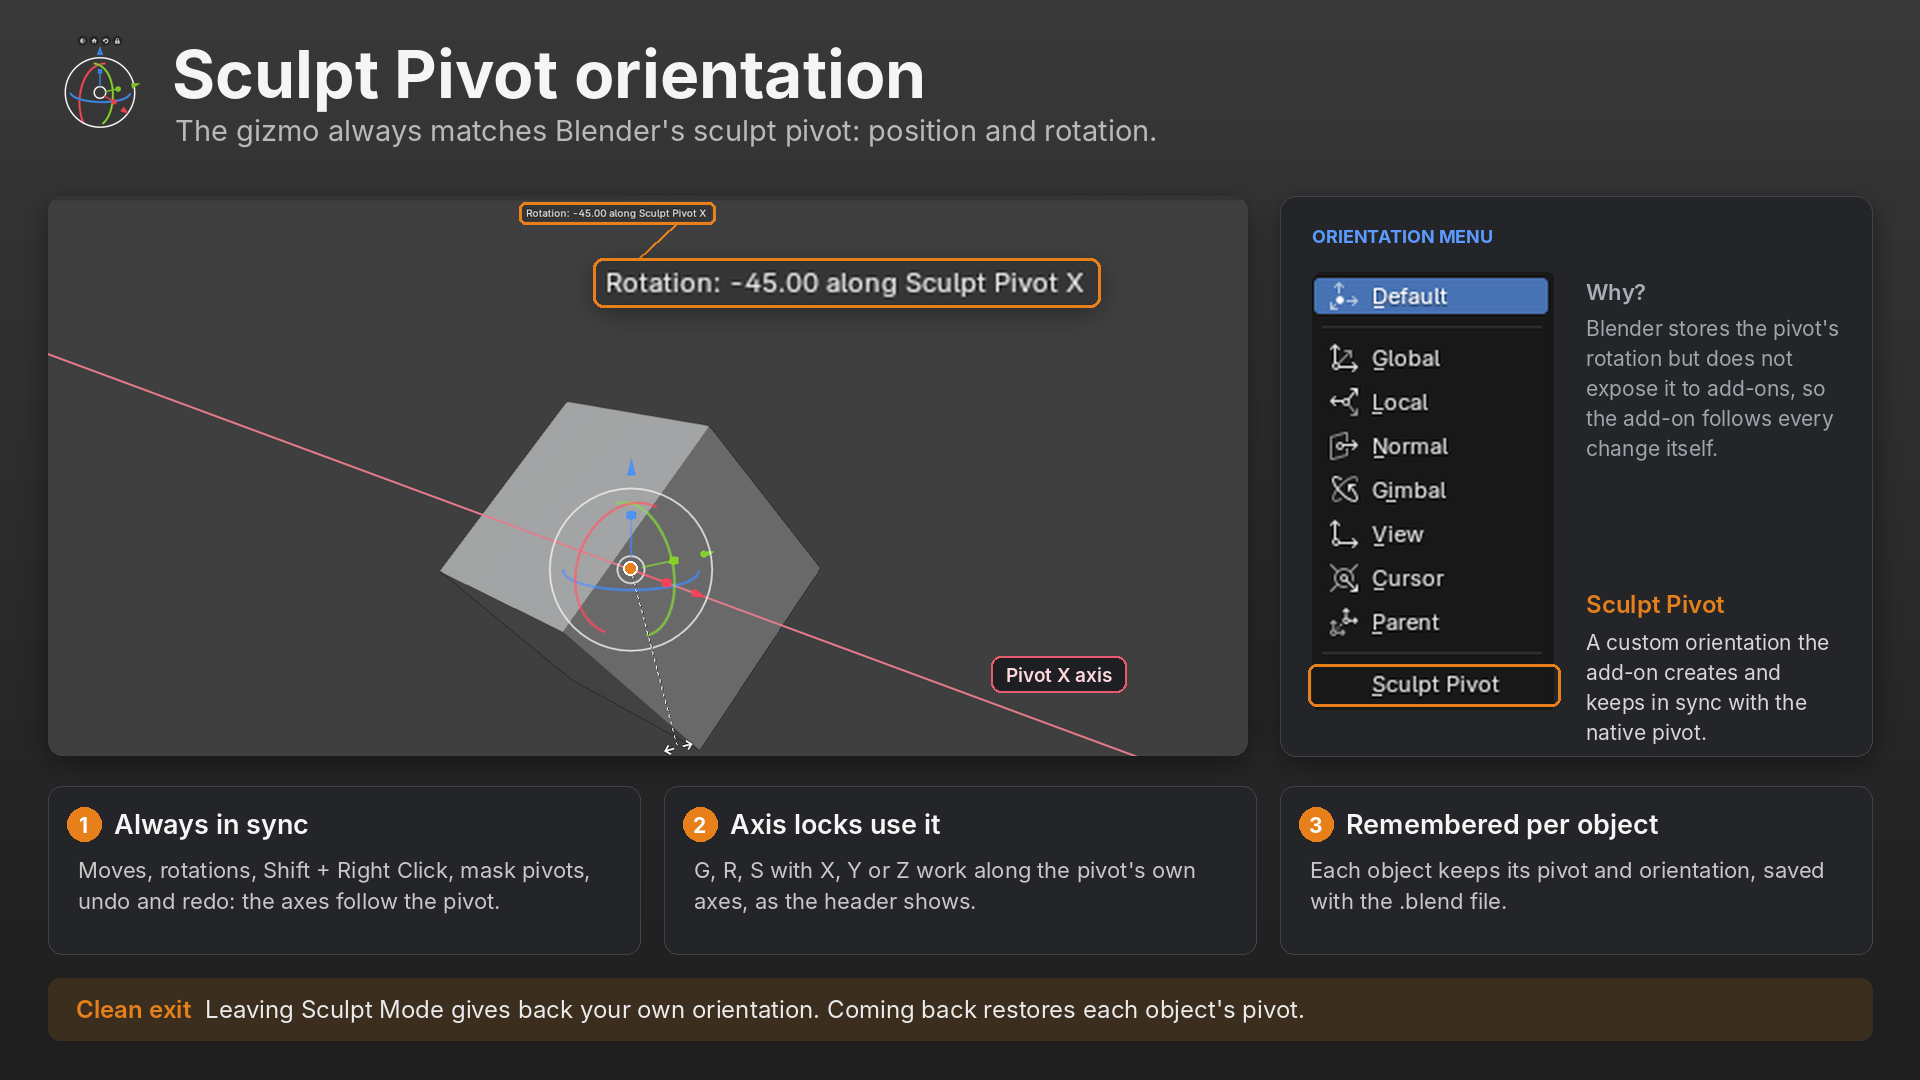 Sculpt Pivot orientation
The gizmo always matches Blender's sculpt pivot: position and rotation.
Rotation: -45.00 along Sculpt Pivot X
Rotation: -45.00 along Sculpt Pivot X
Pivot X axis
ORIENTATION MENU
Default
Global
Local
Normal
Gimbal
View
Cursor
Parent
Sculpt Pivot
Why?
Blender stores the pivot's
rotation but does not
expose it to add-ons, so
the add-on follows every
change itself.
Sculpt Pivot
A custom orientation the
add-on creates and
keeps in sync with the
native pivot.
1 Always in sync
Moves, rotations, Shift + Right Click, mask pivots,
undo and redo: the axes follow the pivot.
2 Axis locks use it
G, R, S with X, Y or Z work along the pivot's own
axes, as the header shows.
3 Remembered per object
Each object keeps its pivot and orientation, saved
with the .blend file.
Clean exit Leaving Sculpt Mode gives back your own orientation. Coming back restores each object's pivot.